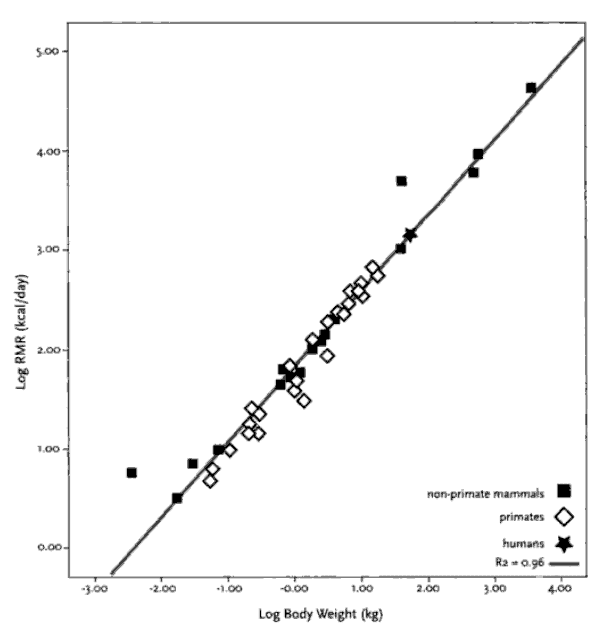 5.00
4.00
3.00
2.00
1.00
0.00
Log RMR (kcal/day)
non-primate mammals
primates
humans
R2 = 0.96
-3.00 -2.00 -1.00 -0.00 1.00 2.00 3.00 4.00
Log Body Weight (kg)